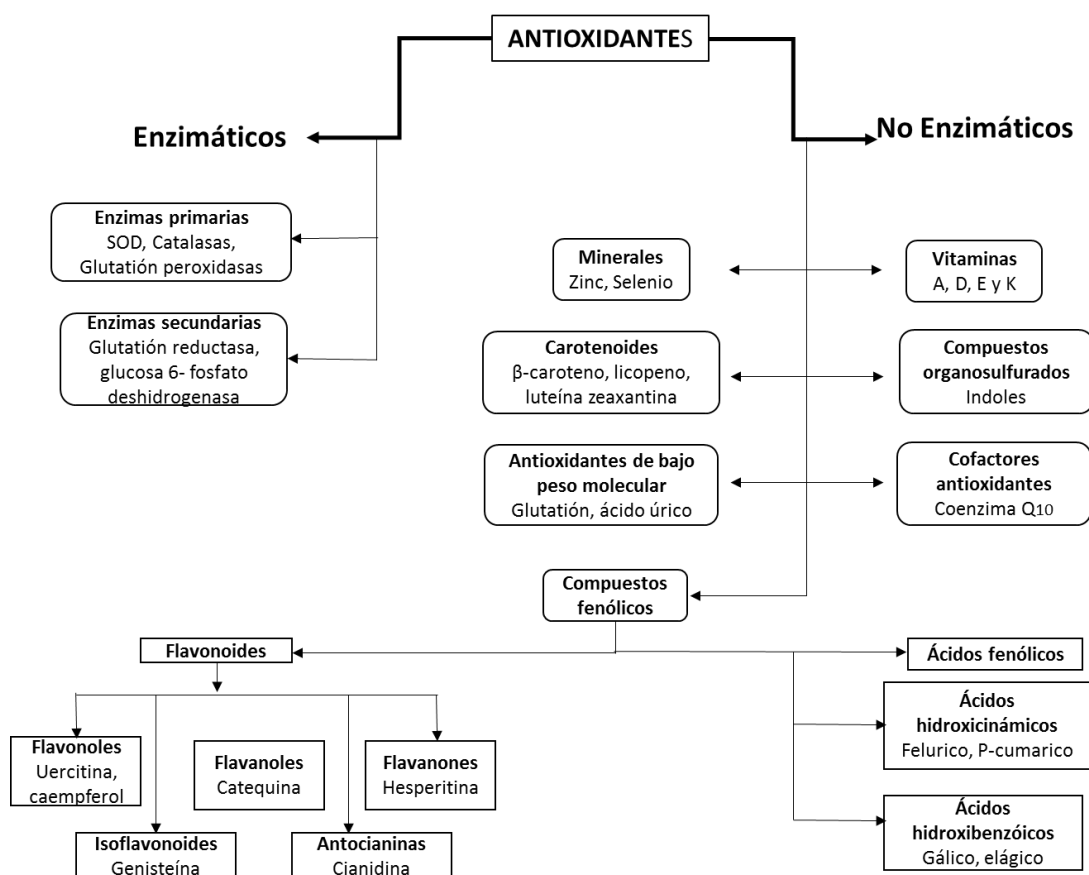 ANTIOXIDANTES
Enzimáticos
No Enzimáticos
Enzimas primarias
SOD, Catalasas,
Glutatión peroxidasas
Enzimas secundarias
Glutatión reductasa,
glucosa 6- fosfato
deshidrogenasa
Minerales
Zinc, Selenio
Vitaminas
A, D, E y K
Carotenoides
β-caroteno, licopeno,
luteína zeaxantina
Compuestos
organosulfurados
Indoles
Antioxidantes de bajo
peso molecular
Glutatión, ácido úrico
Cofactores
antioxidantes
Coenzima Q10
Compuestos
fenólicos
Flavonoides
Ácidos fenólicos
Flavonoles
Uercitina,
caempferol
Flavanoles
Catequina
Flavanones
Hesperitina
Isoflavonoides
Genisteína
Antocianinas
Cianidina
Ácidos
hidroxicinámicos
Felurico, P-cumarico
Ácidos
hidroxibenzóicos
Gálico, elágico